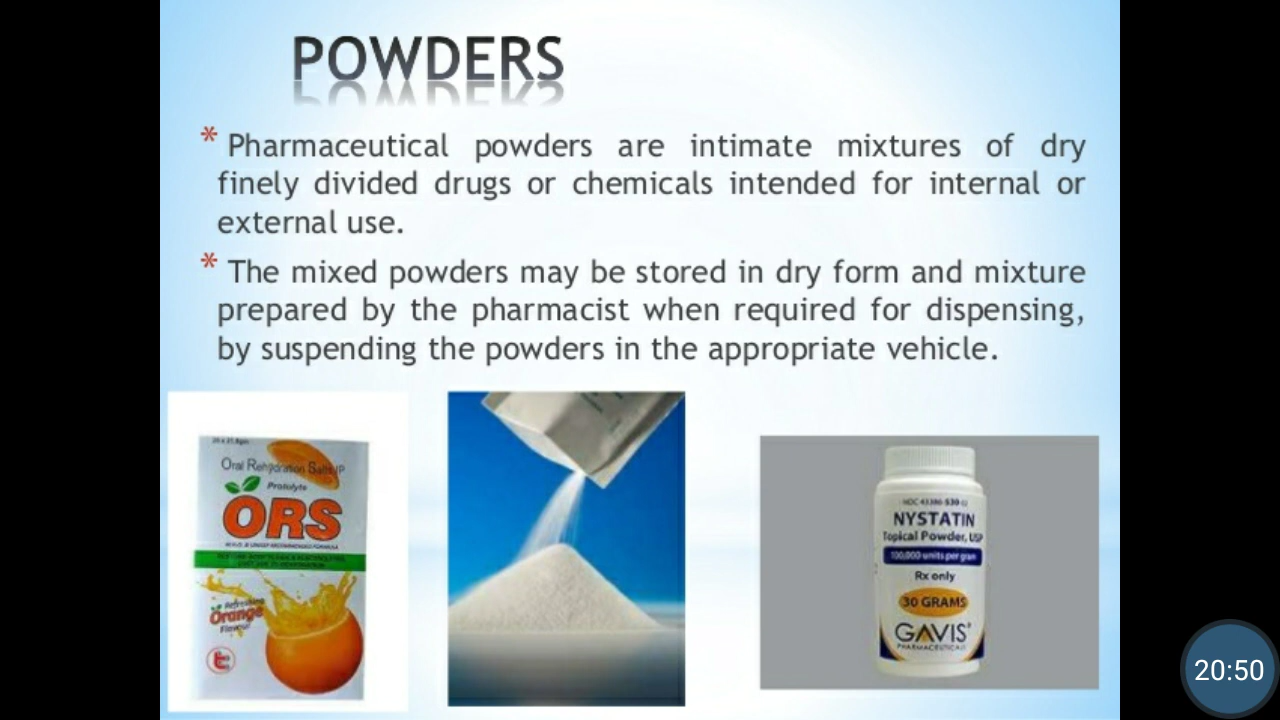 POWDERS
* Pharmaceutical powders are intimate mixtures of dry
finely divided drugs or chemicals intended for internal or
external use.
* The mixed powders may be stored in dry form and mixture
prepared by the pharmacist when required for dispensing,
by suspending the powders in the appropriate vehicle.
Oral Rehydration Salts IP
Protolyte
ORS
Refreshing
Orange
Flavour
NYSTATIN
Topical Powder, USP
100,000 units per gram
Rx only
30 GRAMS
GAVIS
PHARMACEUTICALS
20:50